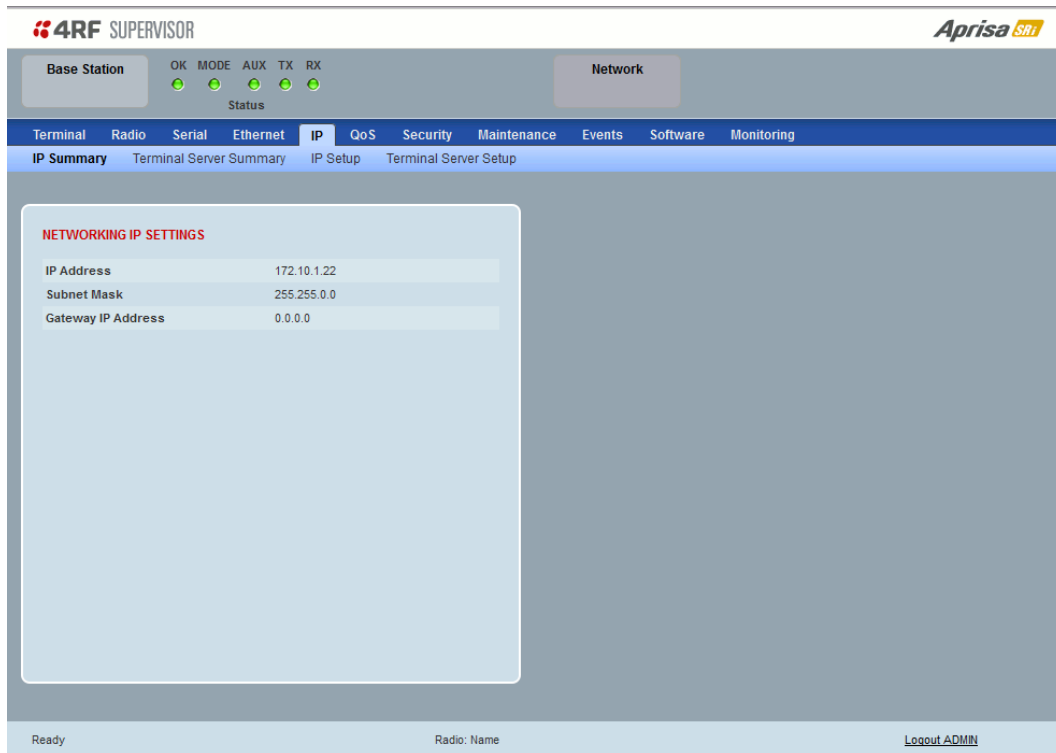 4RF SUPERVISOR
Aprisa SRi
Base Station
OK MODE AUX TX RX
Status
Network
Terminal Radio Serial Ethernet IP QoS Security Maintenance Events Software Monitoring
IP Summary Terminal Server Summary IP Setup Terminal Server Setup
NETWORKING IP SETTINGS
IP Address 172.10.1.22
Subnet Mask 255.255.0.0
Gateway IP Address 0.0.0.0
Ready Radio: Name Logout ADMIN